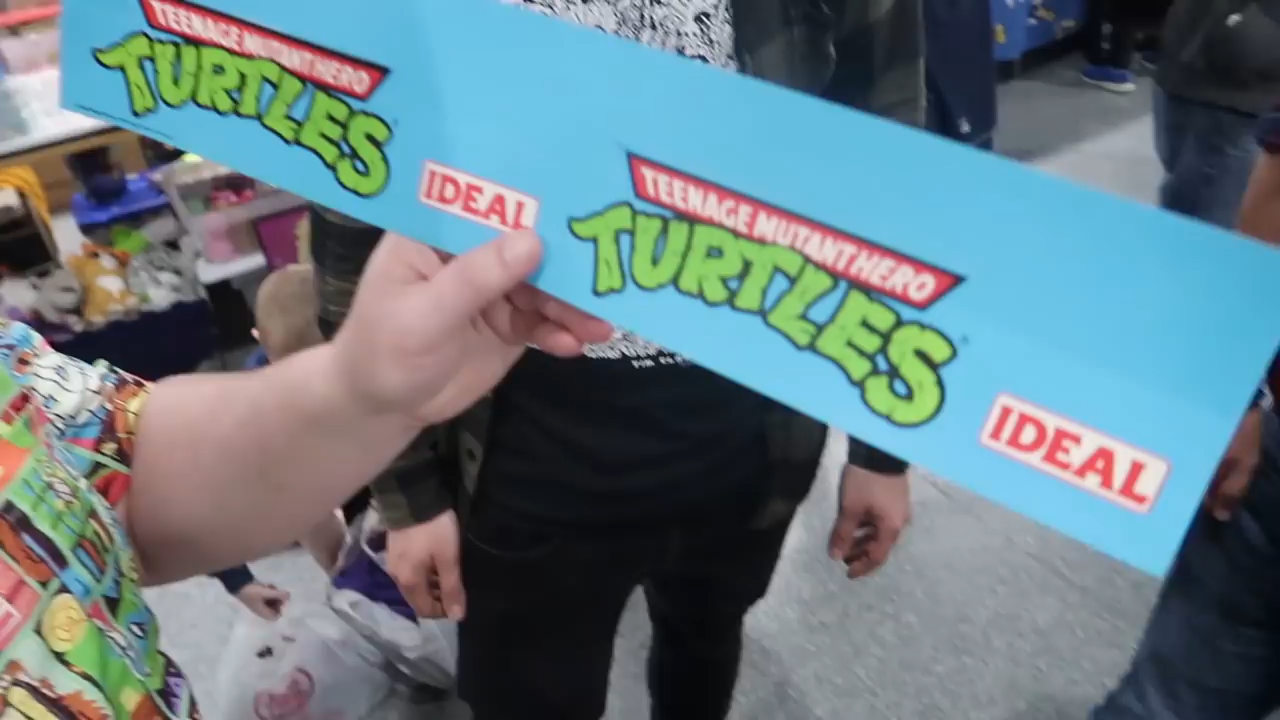 TEENAGE MUTANT HERO
TURTLES
IDEAL
TEENAGE MUTANT HERO
TURTLES
IDEAL